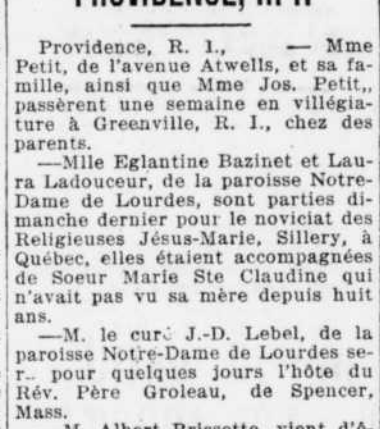 PROVIDENCE, R. I.
Providence, R. I., — Mme
Petit, de l'avenue Atwells, et sa fa-
mille, ainsi que Mme Jos. Petit,,
passèrent une semaine en villégia-
ture à Greenville, R. I., chez des
parents.
—Mlle Eglantine Bazinet et Lau-
ra Ladouceur, de la paroisse Notre-
Dame de Lourdes, sont parties di-
manche dernier pour le noviciat des
Religieuses Jésus-Marie, Sillery, à
Québec, elles étaient accompagnées
de Soeur Marie Ste Claudine qui
n'avait pas vu sa mère depuis huit
ans.
—M. le curé J.-D. Lebel, de la
paroisse Notre-Dame de Lourdes se-
r.. pour quelques jours l'hôte du
Rév. Père Groleau, de Spencer,
Mass.
—M. Albert Brissette, vient d'ê-